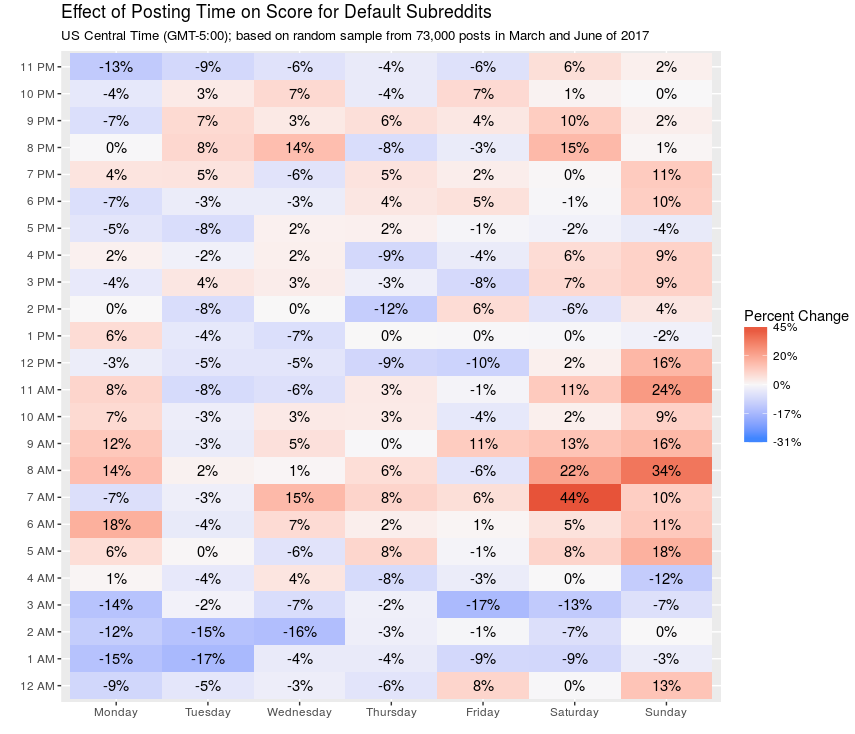 Effect of Posting Time on Score for Default Subreddits
US Central Time (GMT-5:00); based on random sample from 73,000 posts in March and June of 2017
11 PM -13% -9% -6% -4% -6% 6% 2%
10 PM -4% 3% 7% -4% 7% 1% 0%
9 PM -7% 7% 3% 6% 4% 10% 2%
8 PM 0% 8% 14% -8% -3% 15% 1%
7 PM 4% 5% -6% 5% 2% 0% 11%
6 PM -7% -3% -3% 4% 5% -1% 10%
5 PM -5% -8% 2% 2% -1% -2% -4%
4 PM 2% -2% 2% -9% -4% 6% 9%
3 PM -4% 4% 3% -3% -8% 7% 9%
2 PM 0% -8% 0% -12% 6% -6% 4%
1 PM 6% -4% -7% 0% 0% 0% -2%
12 PM -3% -5% -5% -9% -10% 2% 16%
11 AM 8% -8% -6% 3% -1% 11% 24%
10 AM 7% -3% 3% 3% -4% 2% 9%
9 AM 12% -3% 5% 0% 11% 13% 16%
8 AM 14% 2% 1% 6% -6% 22% 34%
7 AM -7% -3% 15% 8% 6% 44% 10%
6 AM 18% -4% 7% 2% 1% 5% 11%
5 AM 6% 0% -6% 8% -1% 8% 18%
4 AM 1% -4% 4% -8% -3% 0% -12%
3 AM -14% -2% -7% -2% -17% -13% -7%
2 AM -12% -15% -16% -3% -1% -7% 0%
1 AM -15% -17% -4% -4% -9% -9% -3%
12 AM -9% -5% -3% -6% 8% 0% 13%
Monday Tuesday Wednesday Thursday Friday Saturday Sunday
Percent Change
45%
20%
0%
-17%
-31%